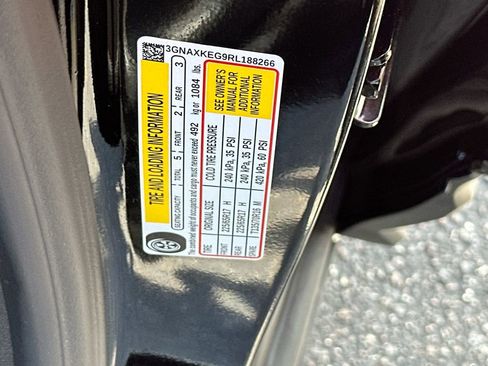 3GNAXKEG9RL188266
TIRE AND LOADING INFORMATION
SEATING CAPACITY TOTAL 5 FRONT 2 REAR 3
The combined weight of occupants and cargo must never exceed 492 kg or 1084 lbs.
TIRE ORIGINAL SIZE COLD TIRE PRESSURE
FRONT 225/65R17 H 240 kPa, 35 PSI
REAR 225/65R17 H 240 kPa, 35 PSI
SPARE T135/70R16 M 420 kPa, 60 PSI
SEE OWNER'S
MANUAL FOR
ADDITIONAL
INFORMATION